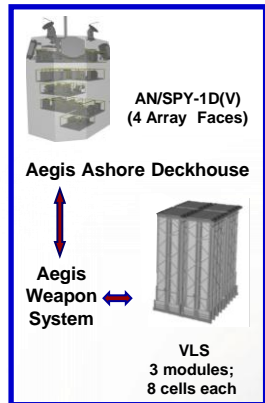 AN/SPY-1D(V)
(4 Array Faces)
Aegis Ashore Deckhouse
Aegis
Weapon
System
VLS
3 modules;
8 cells each